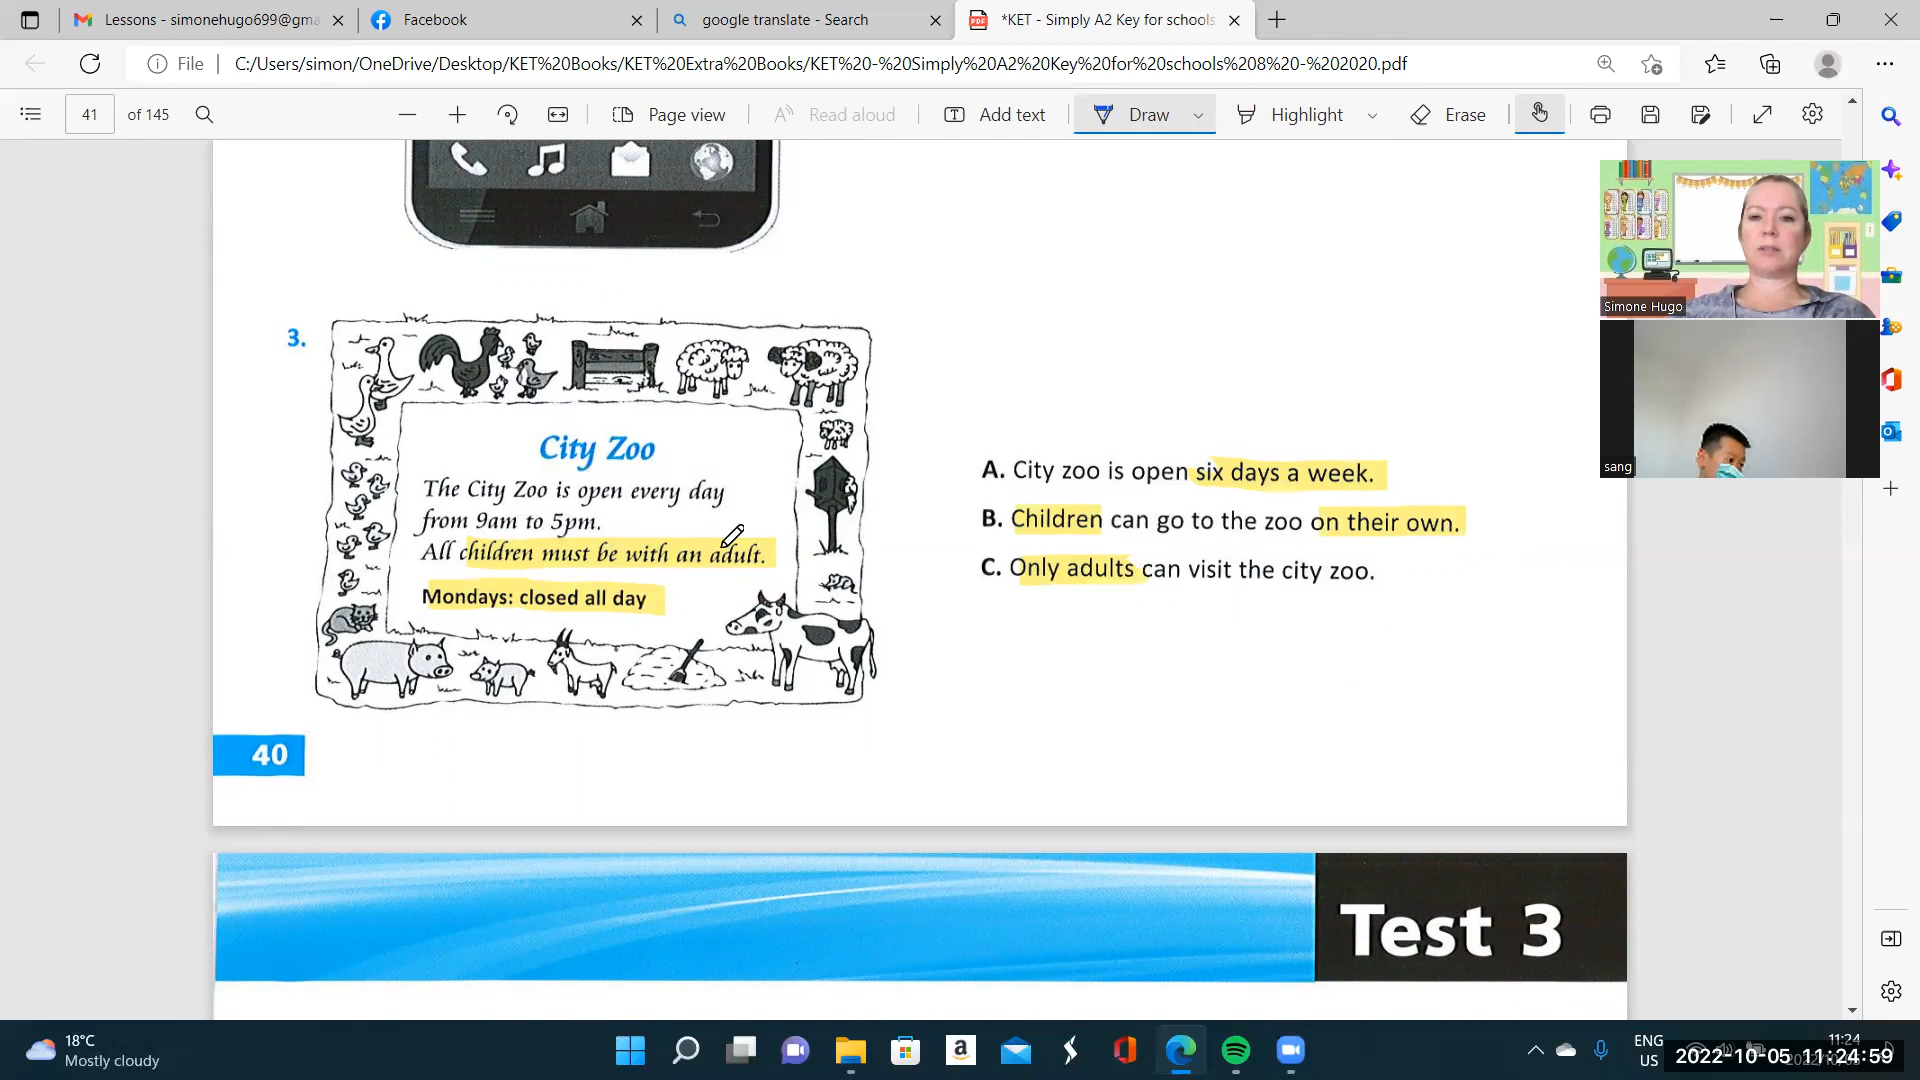 Lessons - simonehugo699@gma
Facebook
google translate - Search
*KET - Simply A2 Key for schools
File
C:/Users/simon/OneDrive/Desktop/KET%20Books/KET%20Extra%20Books/KET%20-%20Simply%20A2%20Key%20for%20schools%208%20-%202020.pdf
41 of 145
Page view
Read aloud
Add text
Draw
Highlight
Erase
Simone Hugo
sang
3.
City Zoo
The City Zoo is open every day
from 9am to 5pm.
All children must be with an adult.
Mondays: closed all day
A. City zoo is open six days a week.
B. Children can go to the zoo on their own.
C. Only adults can visit the city zoo.
40
Test 3
18°C
Mostly cloudy
ENG
US
11:24
2022-10-05 11:24:59